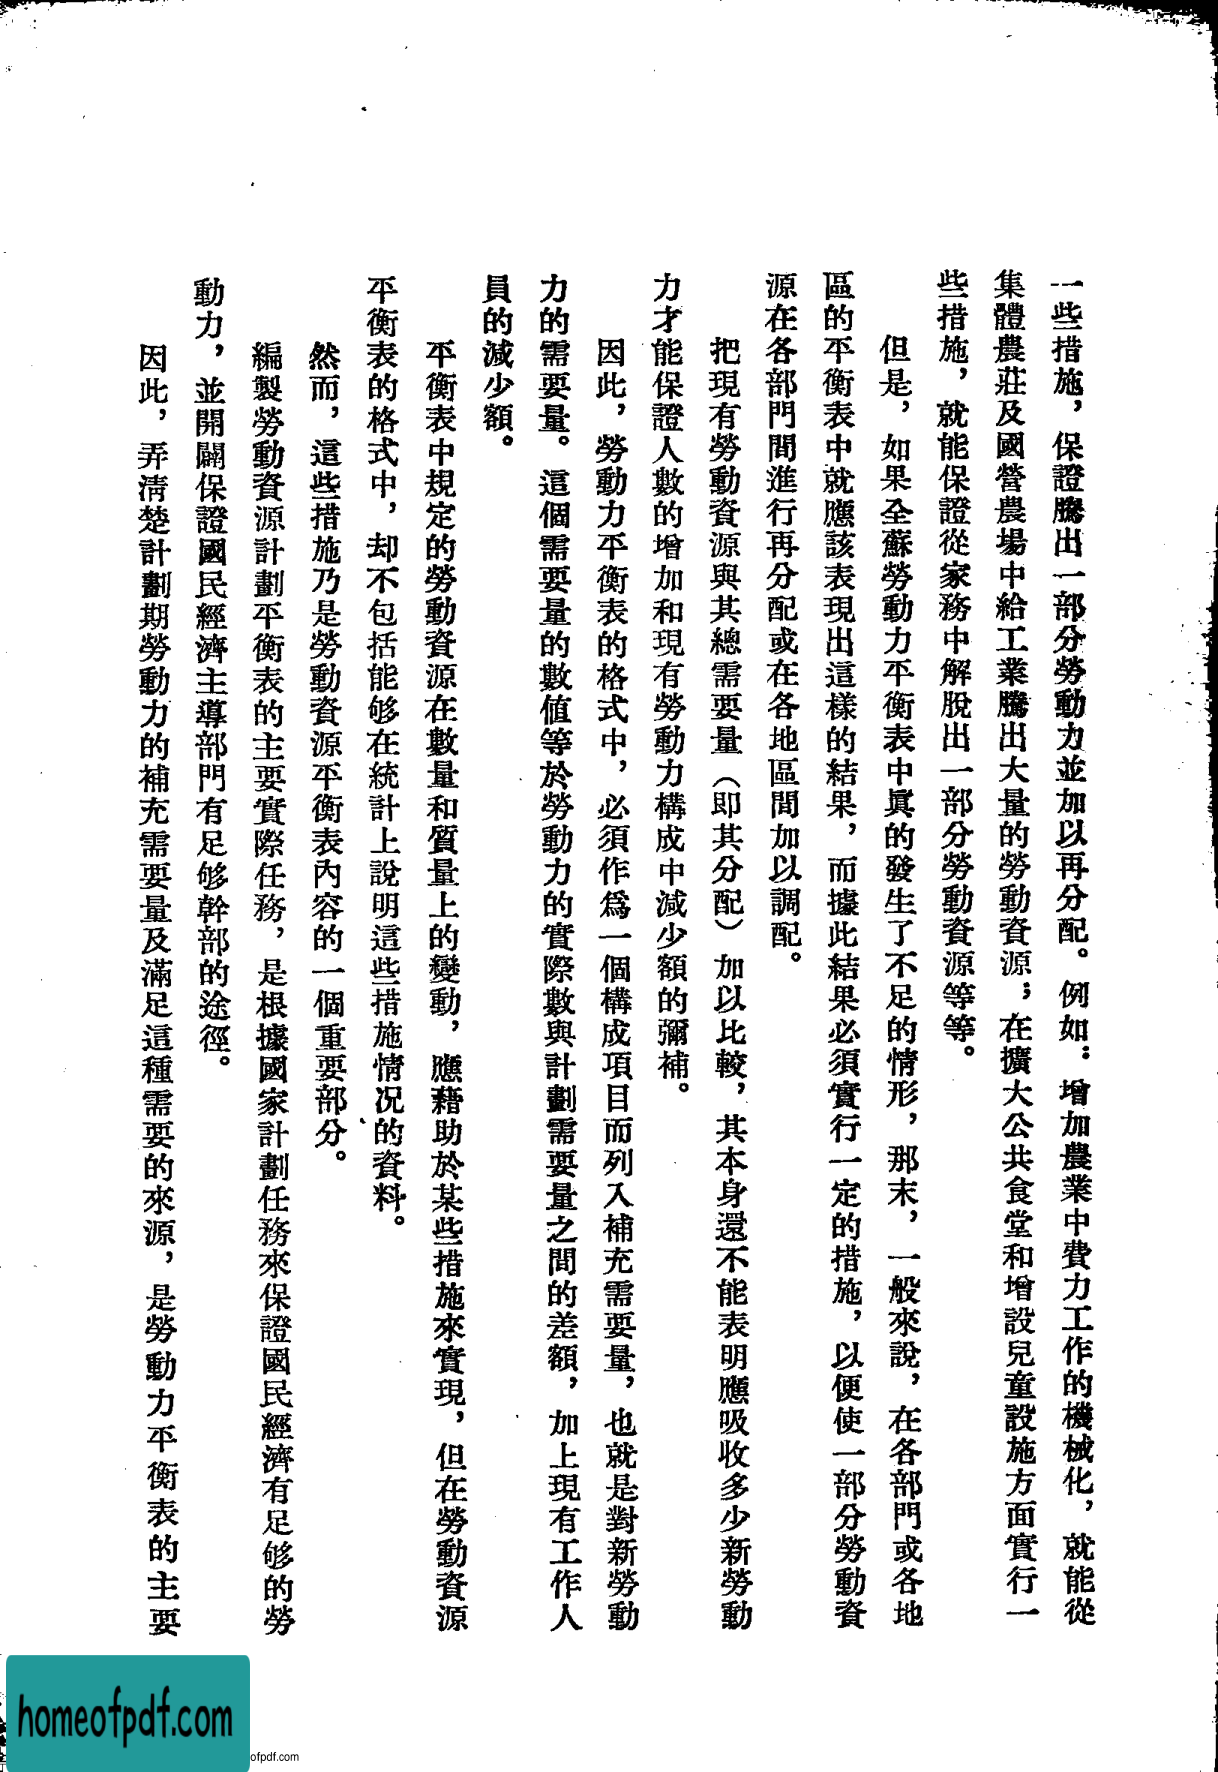 一些措施，保證騰出一部分勞動力並加以再分配。例如：增加農業中費力工作的機械化，就能從
集體農莊及國營農場中給工業騰出大量的勞動資源；在擴大公共食堂和增設兒童設施方面實行一
些措施，就能保證從家務中解脫出一部分勞動資源等等。
但是，如果全蘇勞動力平衡表中眞的發生了不足的情形，那末，一般來說，在各部門或各地
區的平衡表中就應該表現出這樣的結果，而據此結果必須實行一定的措施，以便使一部分勞動資
源在各部門間進行再分配或在各地區間加以調配。
把現有勞動資源與其總需要量（即其分配）加以比較，其本身還不能表明應吸收多少新勞動
力才能保證人數的增加和現有勞動力構成中減少額的彌補。
因此，勞動力平衡表的格式中，必須作爲一個構成項目而列入補充需要量，也就是對新勞動
力的需要量。這個需要量的數值等於勞動力的實際數與計劃需要量之間的差額，加上現有工作人
員的減少額。
平衡表中規定的勞動資源在數量和質量上的變動，應藉助於某些措施來實現，但在勞動資源
平衡表的格式中，却不包括能够在統計上說明這些措施情况的資料。
然而，這些措施乃是勞動資源平衡表內容的一個重要部分。
編製勞動資源計劃平衡表的主要實際任務，是根據國家計劃任務來保證國民經濟有足够的勞
動力，並開闢保證國民經濟主導部門有足够幹部的途徑。
因此，弄淸楚計劃期勞動力的補充需要量及滿足這種需要的來源，是勞動力平衡表的主要
homeofpdf.com
ofpdf.com